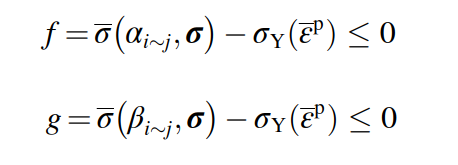 f = σ̅(α_{i∼j}, 𝛔) − σ_Y(ε̅^p) ≤ 0
g = σ̅(β_{i∼j}, 𝛔) − σ_Y(ε̅^p) ≤ 0